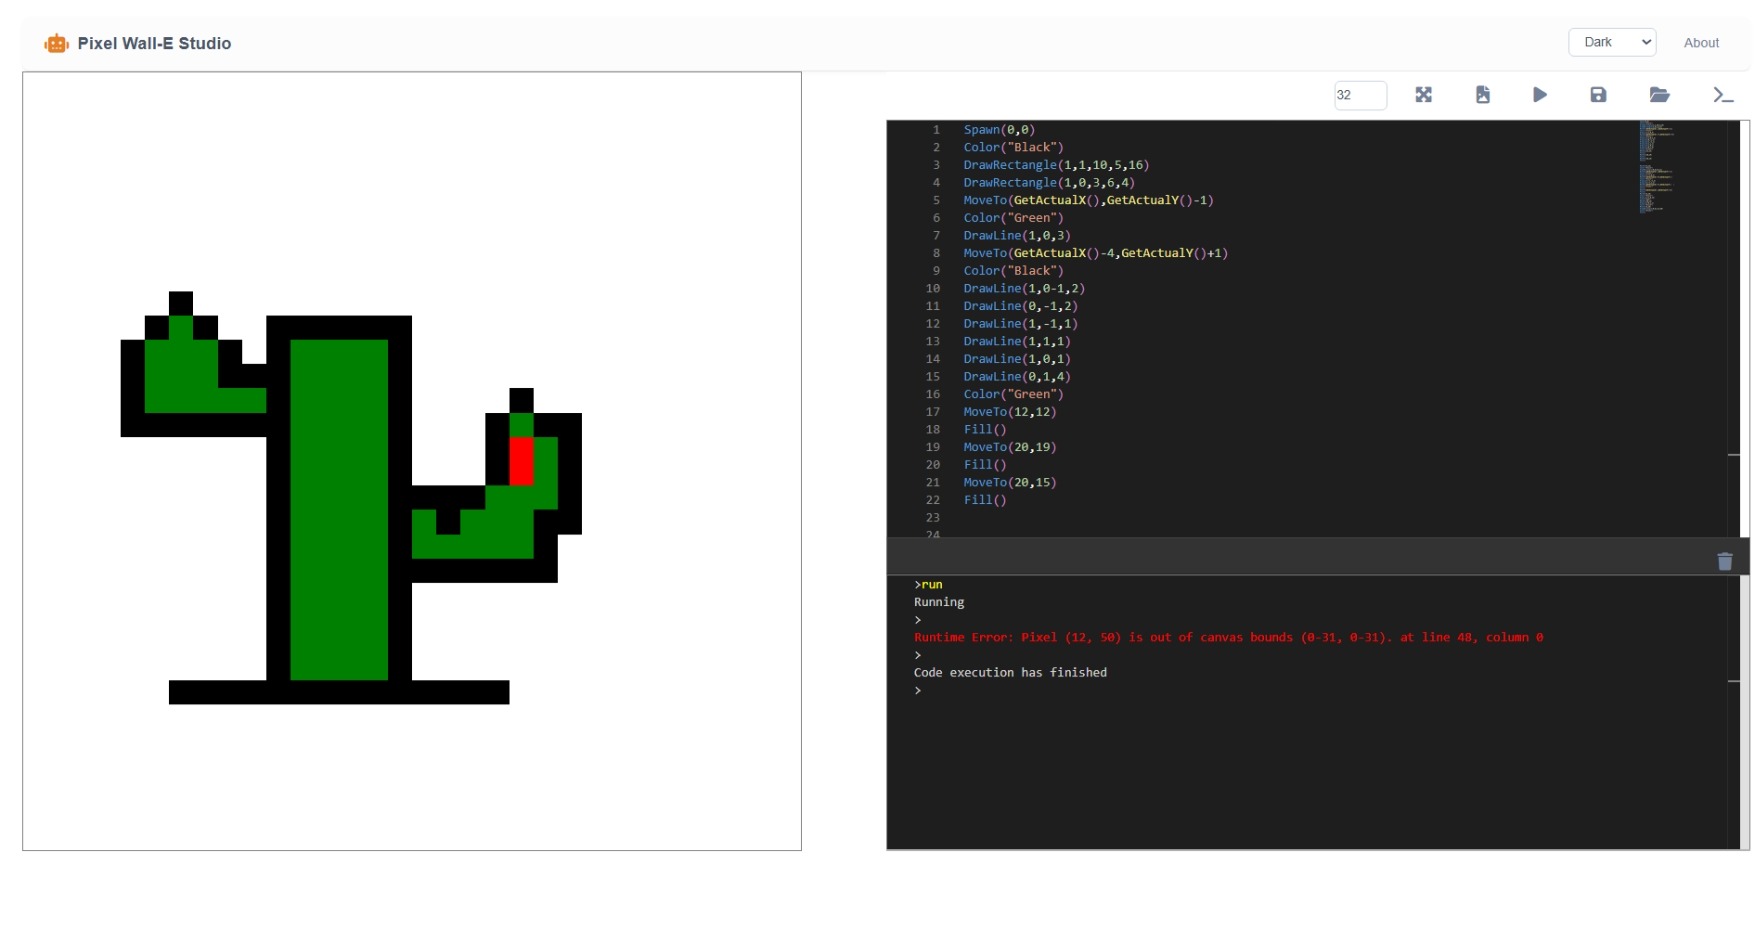 Pixel Wall-E Studio
Dark
About
32
1 Spawn(0,0)
2 Color("Black")
3 DrawRectangle(1,1,10,5,16)
4 DrawRectangle(1,0,3,6,4)
5 MoveTo(GetActualX(),GetActualY()-1)
6 Color("Green")
7 DrawLine(1,0,3)
8 MoveTo(GetActualX()-4,GetActualY()+1)
9 Color("Black")
10 DrawLine(1,0-1,2)
11 DrawLine(0,-1,2)
12 DrawLine(1,-1,1)
13 DrawLine(1,1,1)
14 DrawLine(1,0,1)
15 DrawLine(0,1,4)
16 Color("Green")
17 MoveTo(12,12)
18 Fill()
19 MoveTo(20,19)
20 Fill()
21 MoveTo(20,15)
22 Fill()
23
24
>run
Running
>
Runtime Error: Pixel (12, 50) is out of canvas bounds (0-31, 0-31). at line 48, column 0
>
Code execution has finished
>